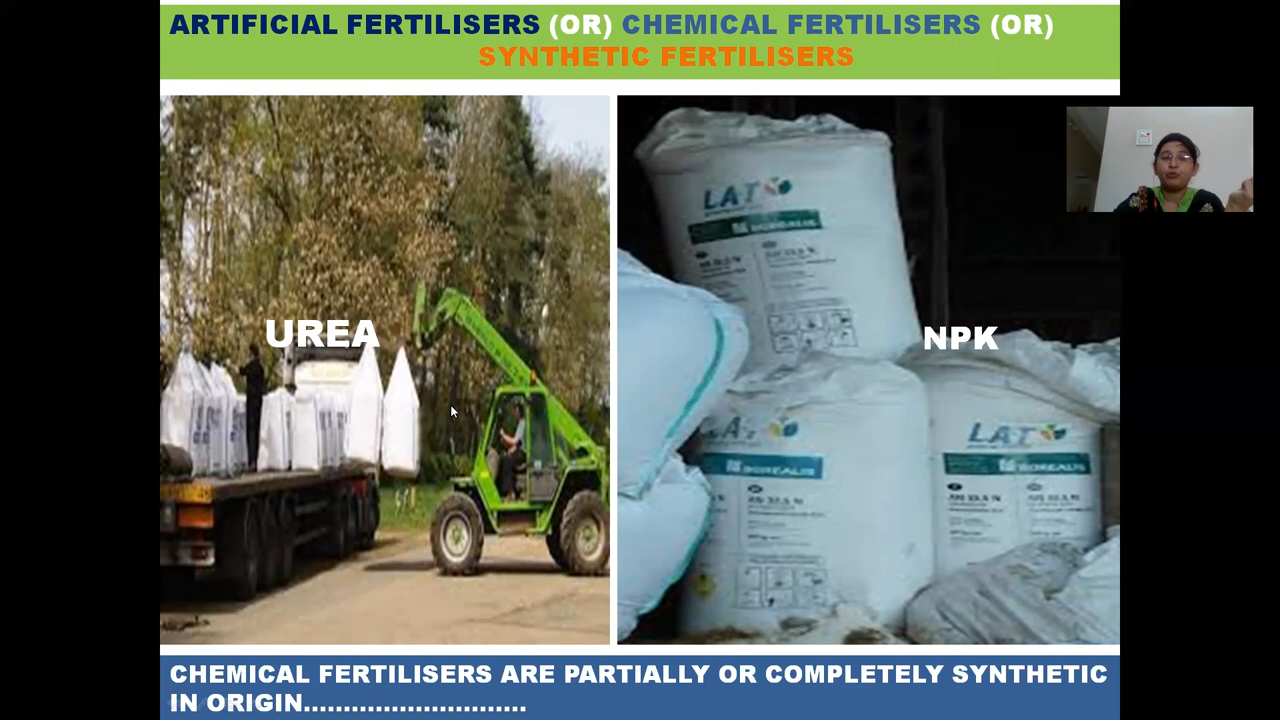 ARTIFICIAL FERTILISERS (OR) CHEMICAL FERTILISERS (OR)
SYNTHETIC FERTILISERS
UREA
NPK
LAT
LAT
BOREALIS
BOREALIS
CHEMICAL FERTILISERS ARE PARTIALLY OR COMPLETELY SYNTHETIC
IN ORIGIN............................